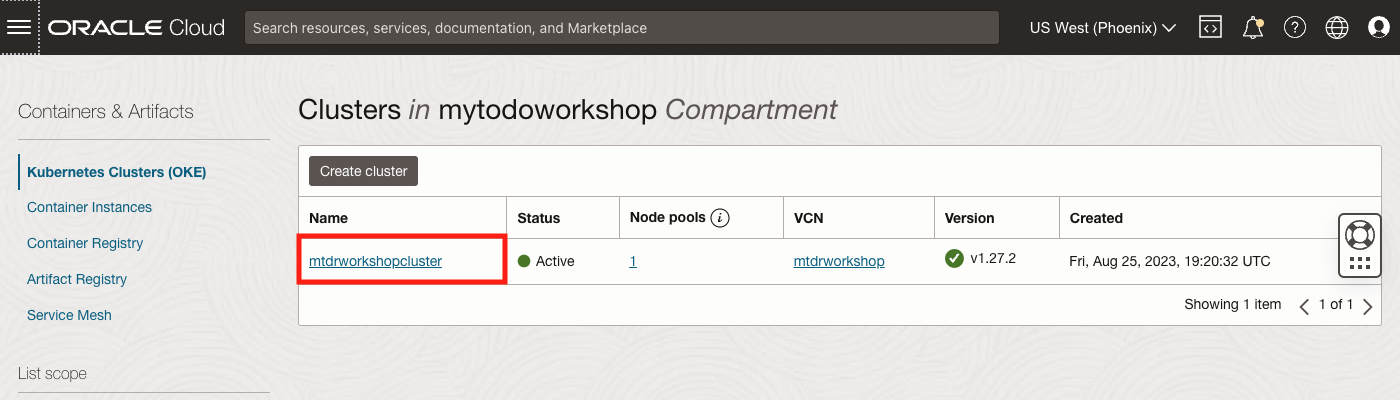 ORACLE Cloud
Search resources, services, documentation, and Marketplace
US West (Phoenix)
Containers & Artifacts
Kubernetes Clusters (OKE)
Container Instances
Container Registry
Artifact Registry
Service Mesh
List scope
Clusters in mytodoworkshop Compartment
Create cluster
Name Status Node pools i VCN Version Created
mtdrworkshopcluster Active 1 mtdrworkshop v1.27.2 Fri, Aug 25, 2023, 19:20:32 UTC
Showing 1 item 1 of 1